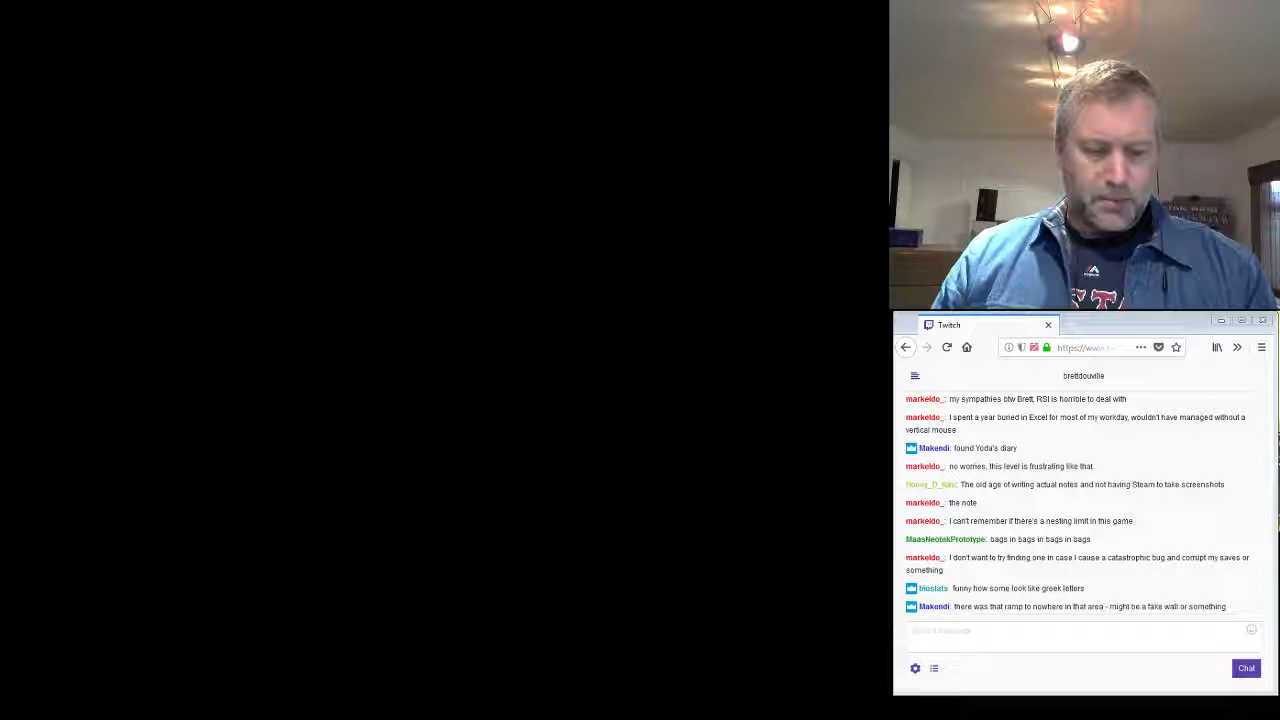 Twitch
https://www
brettdouville
markeldo_: my sympathies btw Brett, RSI is horrible to deal with
markeldo_: I spent a year buried in Excel for most of my workday, wouldn't have managed without a
vertical mouse
Makendi: found Yoda's diary
markeldo_: no worries, this level is frustrating like that
The old age of writing actual notes and not having Steam to take screenshots
markeldo_: the note
markeldo_: I can't remember if there's a nesting limit in this game
MaasNeotekPrototype: bags in bags in bags in bags
markeldo_: I don't want to try finding one in case I cause a catastrophic bug and corrupt my saves or
something
biostats funny how some look like greek letters
Makendi: there was that ramp to nowhere in that area - might be a fake wall or something
Chat